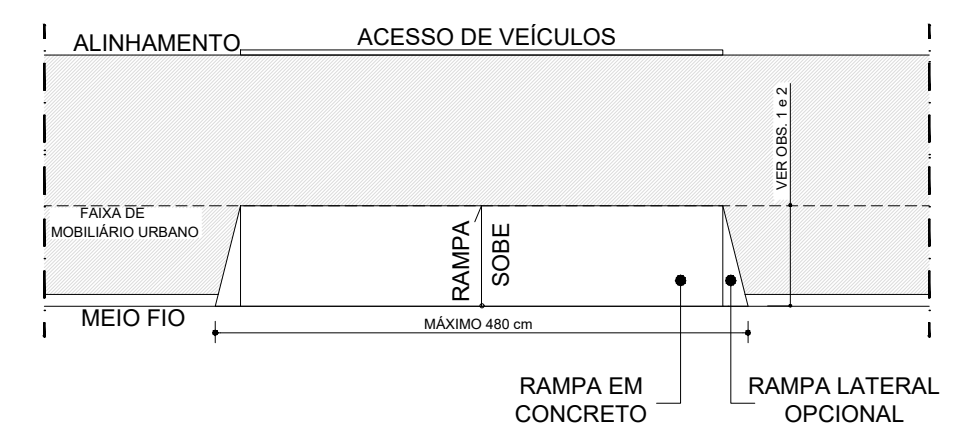 ALINHAMENTO
ACESSO DE VEÍCULOS
VER OBS. 1 e 2
FAIXA DE
MOBILIÁRIO URBANO
RAMPA
SOBE
MEIO FIO
MÁXIMO 480 cm
RAMPA EM
CONCRETO
RAMPA LATERAL
OPCIONAL